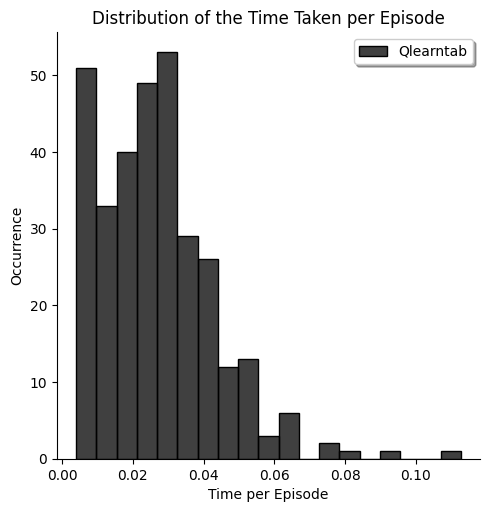 Distribution of the Time Taken per Episode
Qlearntab
50
40
30
20
10
0
Occurrence
0.00 0.02 0.04 0.06 0.08 0.10
Time per Episode